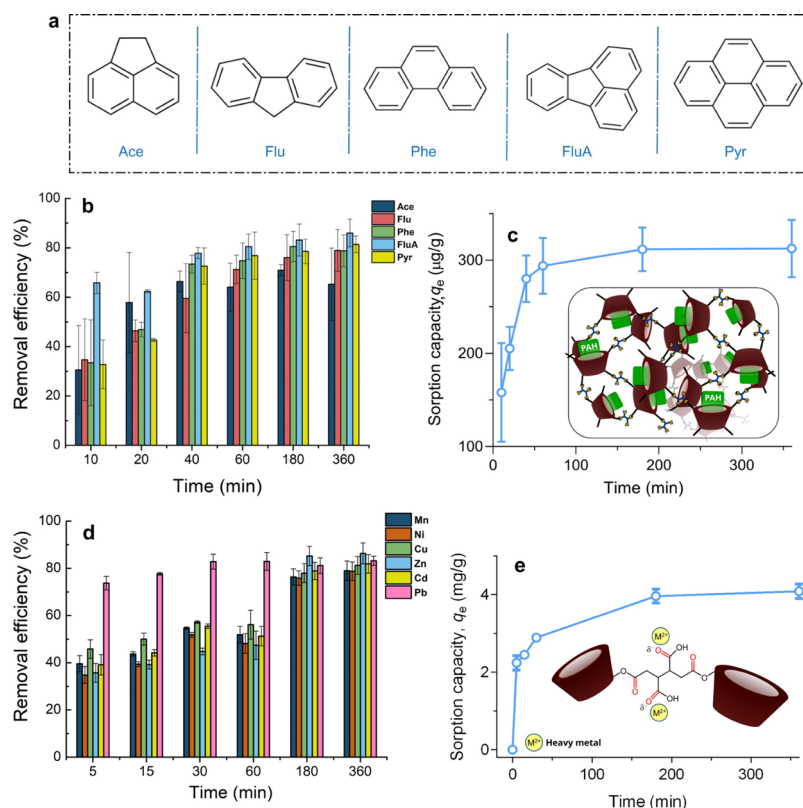 a
Ace Flu Phe FluA Pyr
b
Removal efficiency (%)
100
80
60
40
20
0
Ace
Flu
Phe
FluA
Pyr
10 20 40 60 180 360
Time (min)
c
Sorption capacity, qe (µg/g)
300
200
100
PAH
PAH
0 100 200 300
Time (min)
d
Removal efficiency (%)
100
80
60
40
20
0
Mn
Ni
Cu
Zn
Cd
Pb
5 15 30 60 180 360
Time (min)
e
Sorption capacity, qe (mg/g)
4
2
0
M²⁺
δ⁻ O OH
O O
O O
δ⁻ O OH
M²⁺
M²⁺ Heavy metal
0 100 200 300
Time (min)